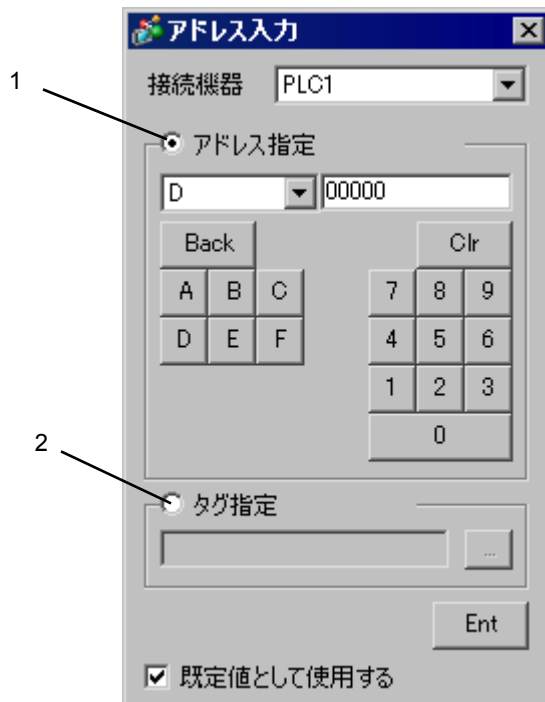 アドレス入力
1
接続機器 PLC1
アドレス指定
D 00000
Back Clr
A B C 7 8 9
D E F 4 5 6
1 2 3
0
2
タグ指定
...
Ent
既定値として使用する